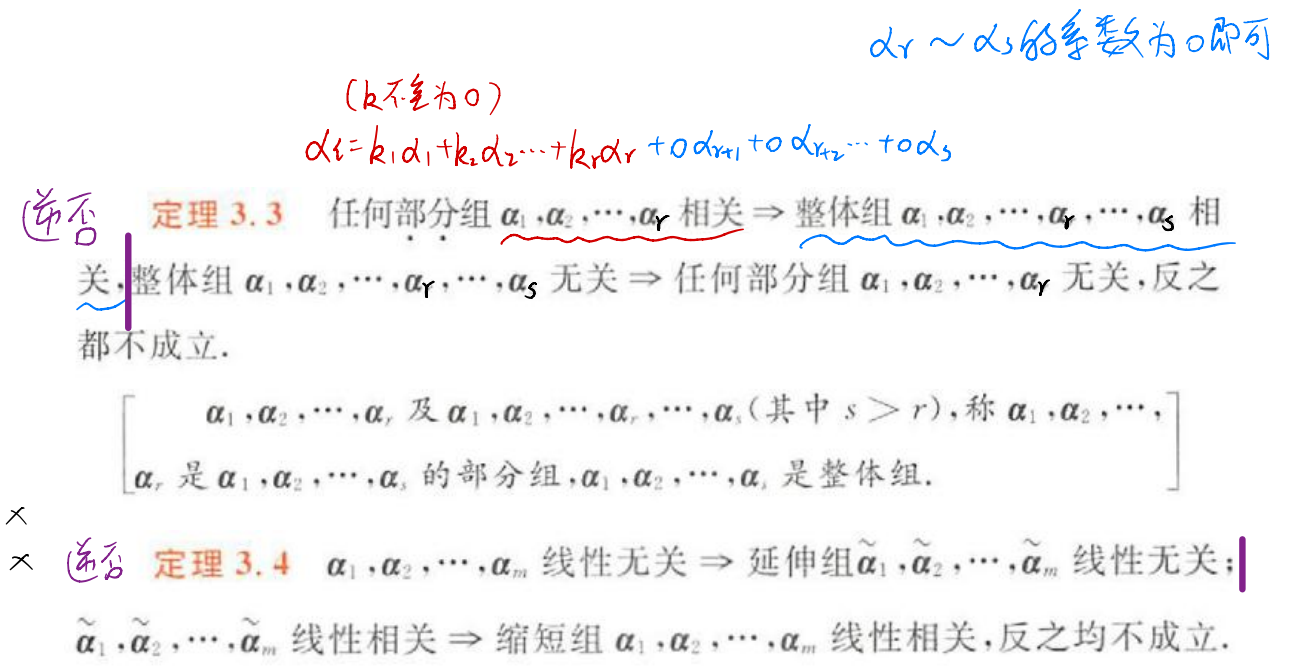 αr ~ αs的系数为0即可
(k不全为0)
αi=k₁α₁+k₂α₂…+krαr+0αr+1+0αr+2…+0αs
逆否 定理 3.3 任何部分组 α₁,α₂,…,αr 相关⇒整体组 α₁,α₂,…,αr,…,αs 相
关,整体组 α₁,α₂,…,αr,…,αs 无关⇒任何部分组 α₁,α₂,…,αr 无关,反之
都不成立.
α₁,α₂,…,αr 及 α₁,α₂,…,αr,…,αs(其中 s>r),称 α₁,α₂,…,
αr 是 α₁,α₂,…,αs 的部分组,α₁,α₂,…,αs 是整体组.
×
× 逆否 定理 3.4 α₁,α₂,…,αm 线性无关⇒延伸组α̃₁,α̃₂,…,α̃m 线性无关;
α̃₁,α̃₂,…,α̃m 线性相关⇒缩短组 α₁,α₂,…,αm 线性相关,反之均不成立.